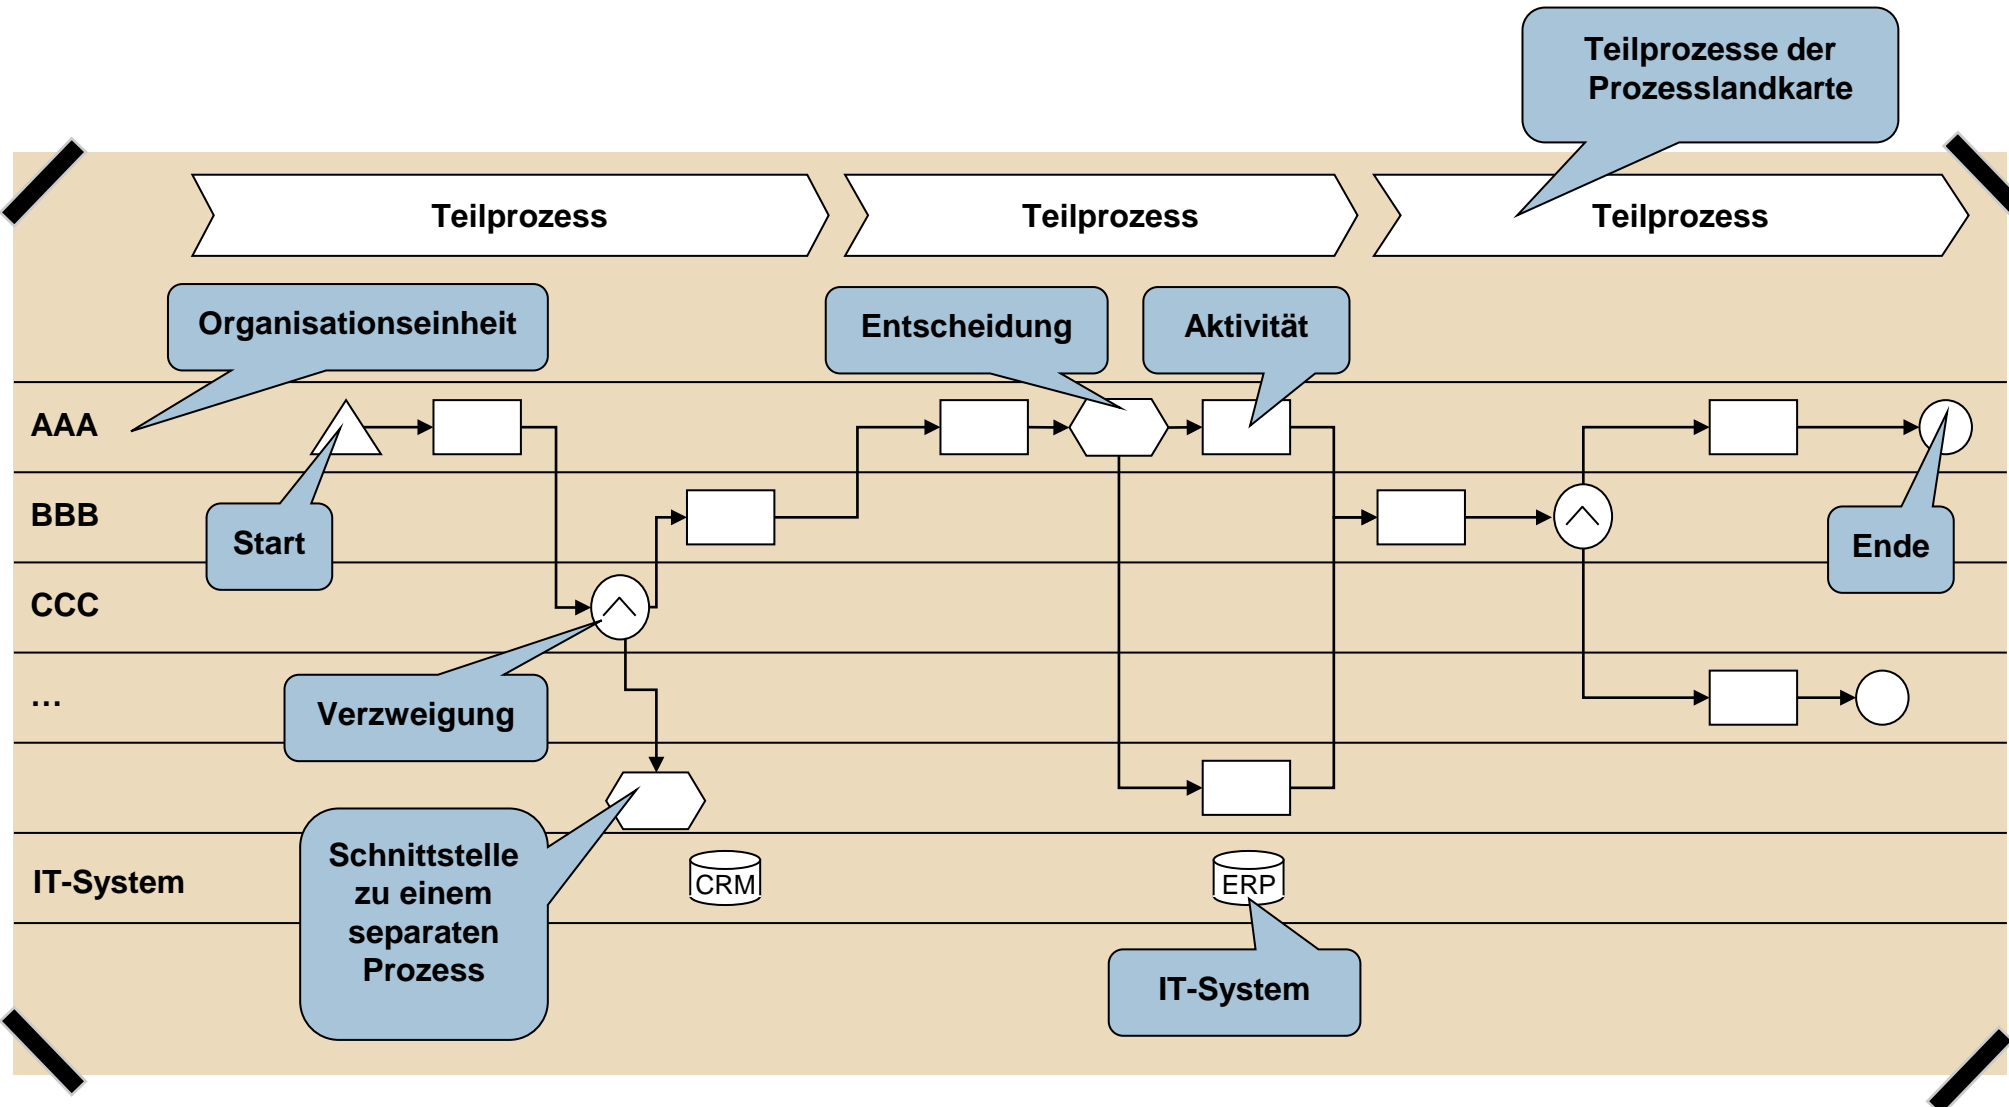 Teilprozesse der
Prozesslandkarte
Teilprozess
Teilprozess
Teilprozess
Organisationseinheit
Entscheidung
Aktivität
AAA
BBB
Start
Ende
CCC
...
Verzweigung
Schnittstelle
zu einem
separaten
Prozess
IT-System
CRM
ERP
IT-System